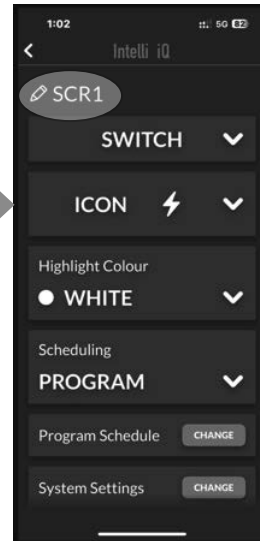 1:02 5G 62
Intelli iQ
SCR1
SWITCH
ICON
Highlight Colour
WHITE
Scheduling
PROGRAM
Program Schedule CHANGE
System Settings CHANGE